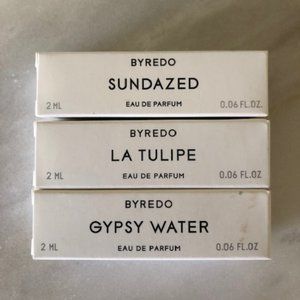 BYREDO
SUNDAZED
2 ML EAU DE PARFUM 0.06 FL.OZ.
BYREDO
LA TULIPE
2 ML EAU DE PARFUM 0.06 FL.OZ
BYREDO
GYPSY WATER
2 ML EAU DE PARFUM 0.06 FL.OZ